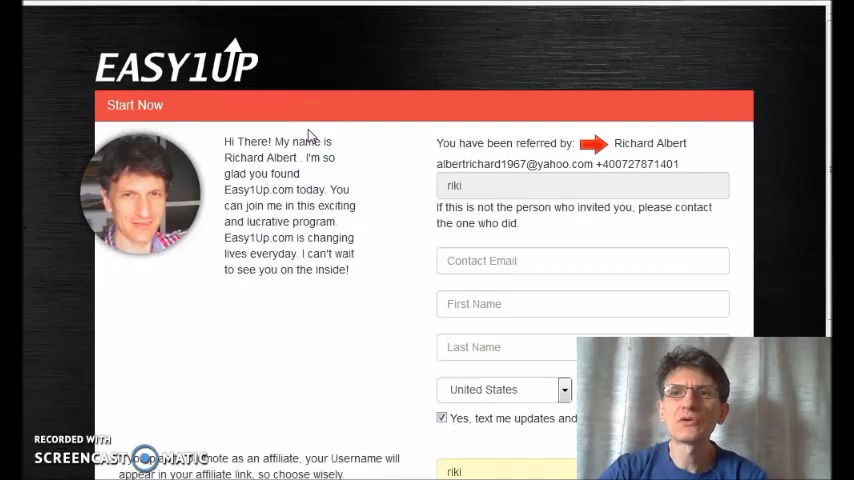 EASY1UP
Start Now
Hi There! My name is
Richard Albert . I'm so
glad you found
Easy1Up.com today. You
can join me in this exciting
and lucrative program.
Easy1Up.com is changing
lives everyday. I can't wait
to see you on the inside!
You have been referred by: Richard Albert
albertrichard1967@yahoo.com +400727871401
riki
If this is not the person who invited you, please contact
the one who did.
Contact Email
First Name
Last Name
United States
Yes, text me updates and
RECORDED WITH
SCREENCAST MATIC
you plan promote as an affiliate, your Username will
appear in your affiliate link, so choose wisely.
riki